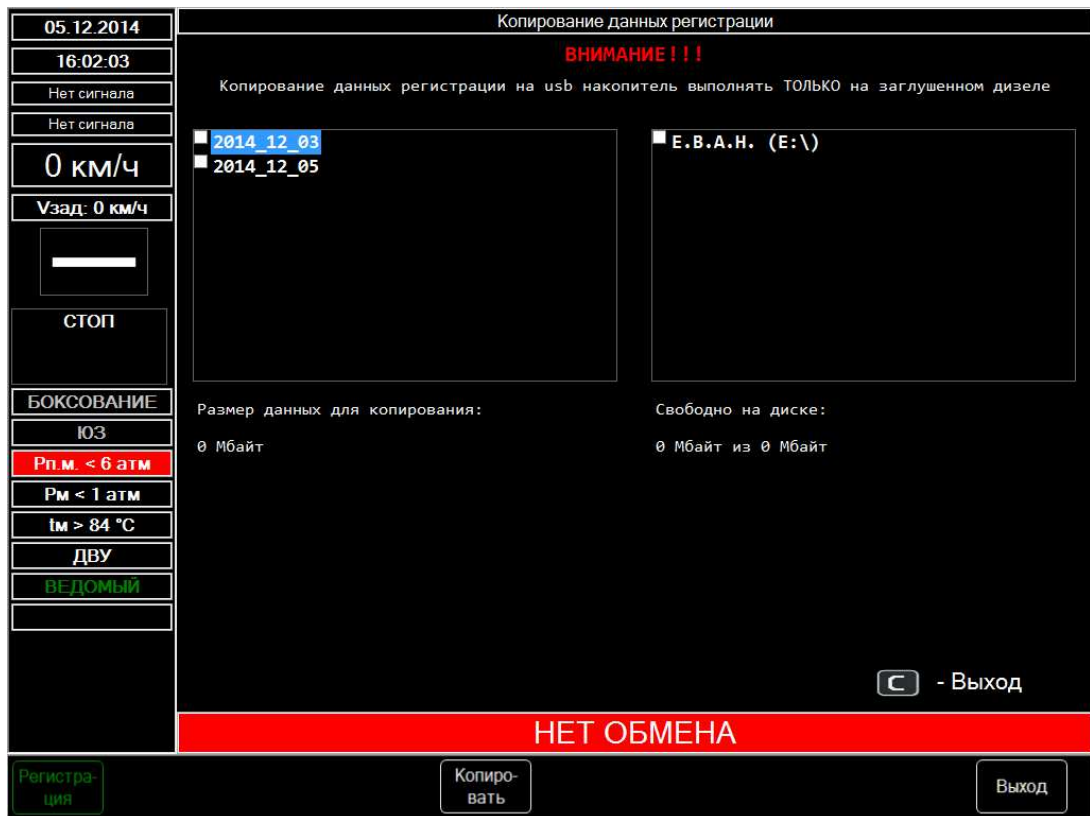 05.12.2014
16:02:03
Нет сигнала
Нет сигнала
0 км/ч
Vзад: 0 км/ч
СТОП
БОКСОВАНИЕ
ЮЗ
Рп.м. < 6 атм
Рм < 1 атм
tм > 84 °C
ДВУ
ВЕДОМЫЙ
Копирование данных регистрации
ВНИМАНИЕ!!!
Копирование данных регистрации на usb накопитель выполнять ТОЛЬКО на заглушенном дизеле
2014_12_03
2014_12_05
Е.В.А.Н. (E:\)
Размер данных для копирования:
0 Мбайт
Свободно на диске:
0 Мбайт из 0 Мбайт
C - Выход
НЕТ ОБМЕНА
Регистра-
ция
Копиро-
вать
Выход